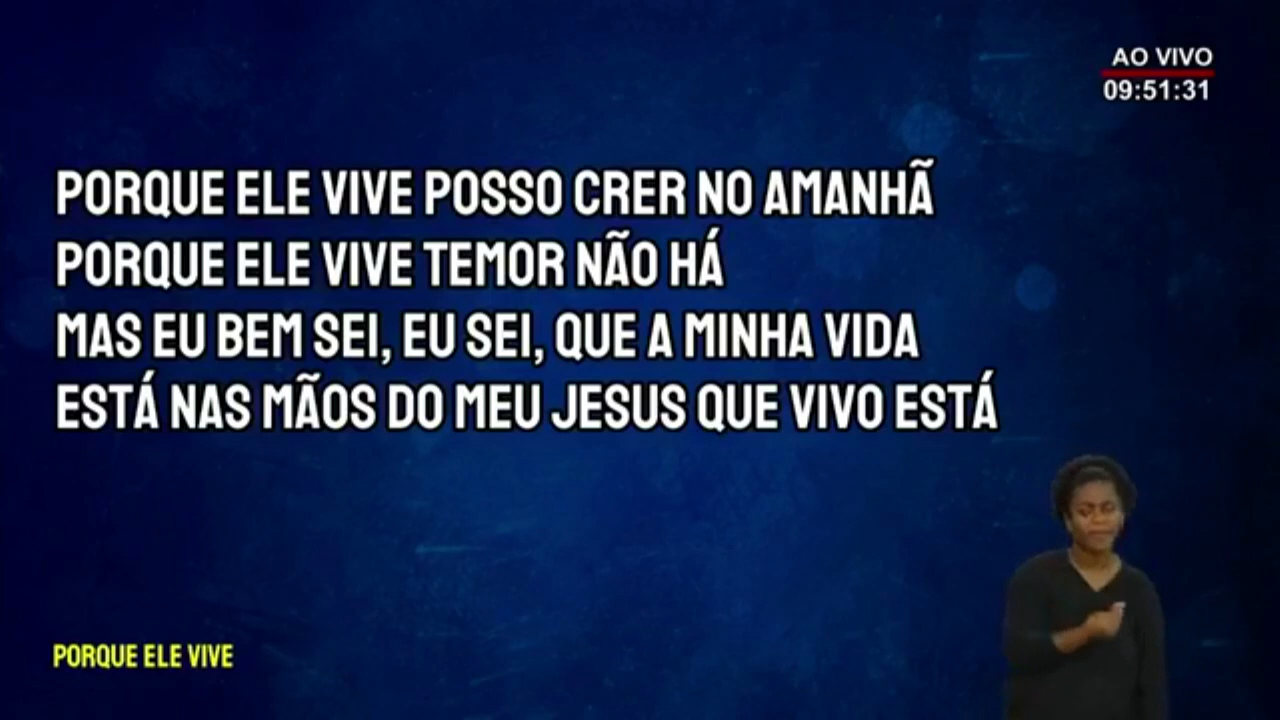 AO VIVO
09:51:31
PORQUE ELE VIVE POSSO CRER NO AMANHÃ
PORQUE ELE VIVE TEMOR NÃO HÁ
MAS EU BEM SEI, EU SEI, QUE A MINHA VIDA
ESTÁ NAS MÃOS DO MEU JESUS QUE VIVO ESTÁ
PORQUE ELE VIVE